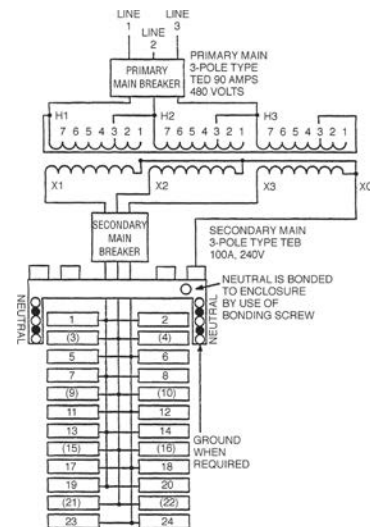 LINE 1
LINE 2
LINE 3
PRIMARY MAIN BREAKER
PRIMARY MAIN
3-POLE TYPE
TED 90 AMPS
480 VOLTS
H1
H2
H3
7 6 5 4 3 2 1
7 6 5 4 3 2 1
7 6 5 4 3 2 1
X1
X2
X3
X0
SECONDARY MAIN BREAKER
SECONDARY MAIN
3-POLE TYPE TEB
100A, 240V
NEUTRAL IS BONDED
TO ENCLOSURE
BY USE OF
BONDING SCREW
NEUTRAL
NEUTRAL
1 2
(3) (4)
5 6
7 8
(9) (10)
11 12
13 14
(15) (16)
17 18
19 20
(21) (22)
23 24
GROUND
WHEN
REQUIRED